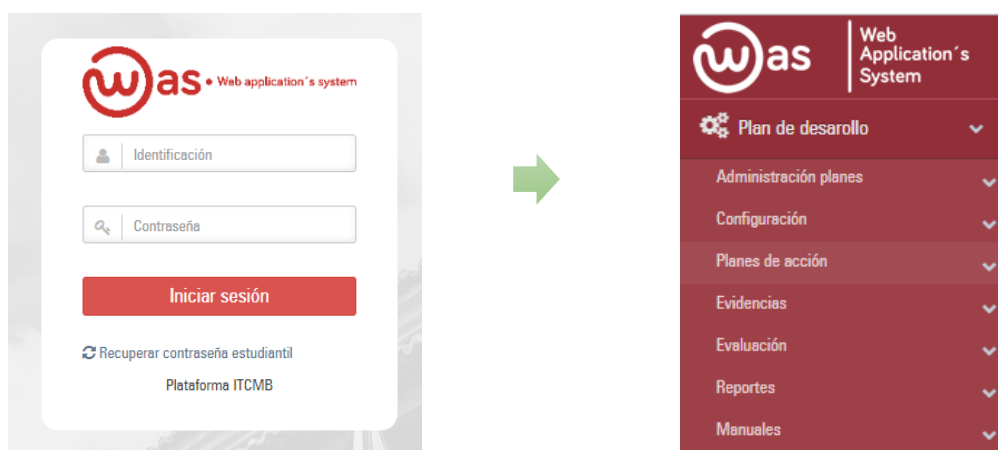 was • Web application´s system
Identificación
Contraseña
Iniciar sesión
Recuperar contraseña estudiantil
Plataforma ITCMB
was
Web
Application´s
System
Plan de desarollo
Administración planes
Configuración
Planes de acción
Evidencias
Evaluación
Reportes
Manuales